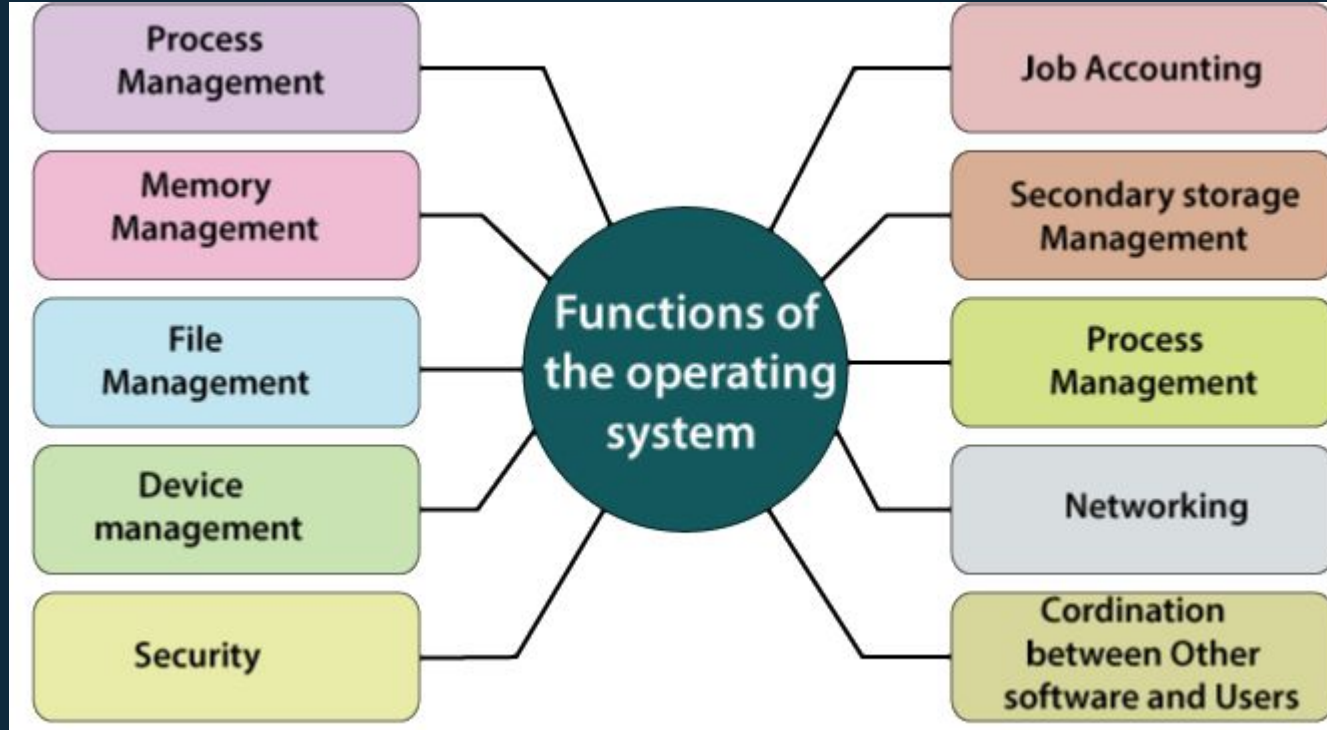 Process
Management
Memory
Management
File
Management
Device
management
Security
Functions of
the operating
system
Job Accounting
Secondary storage
Management
Process
Management
Networking
Cordination
between Other
software and Users